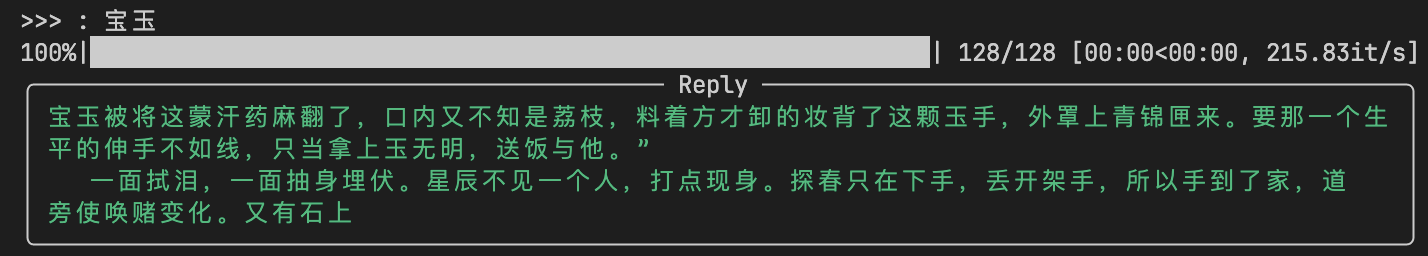 >>> : 宝玉
100%| | 128/128 [00:00<00:00, 215.83it/s]
Reply
宝玉被将这蒙汗药麻翻了，口内又不知是荔枝，料着方才卸的妆背了这颗玉手，外罩上青锦匣来。要那一个生
平的伸手不如线，只当拿上玉无明，送饭与他。”
一面拭泪，一面抽身埋伏。星辰不见一个人，打点现身。探春只在下手，丢开架手，所以手到了家，道
旁使唤赌变化。又有石上